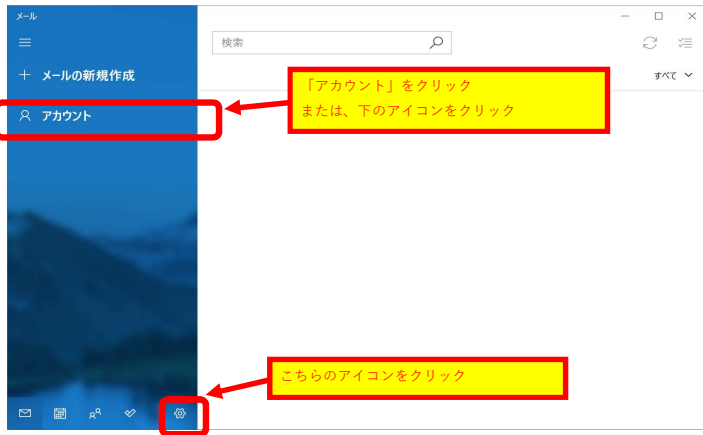 メール
検索
メールの新規作成
すべて
「アカウント」をクリック
または、下のアイコンをクリック
アカウント
こちらのアイコンをクリック